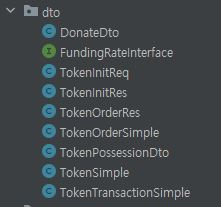 dto
DonateDto
FundingRateInterface
TokenInitReq
TokenInitRes
TokenOrderRes
TokenOrderSimple
TokenPossessionDto
TokenSimple
TokenTransactionSimple